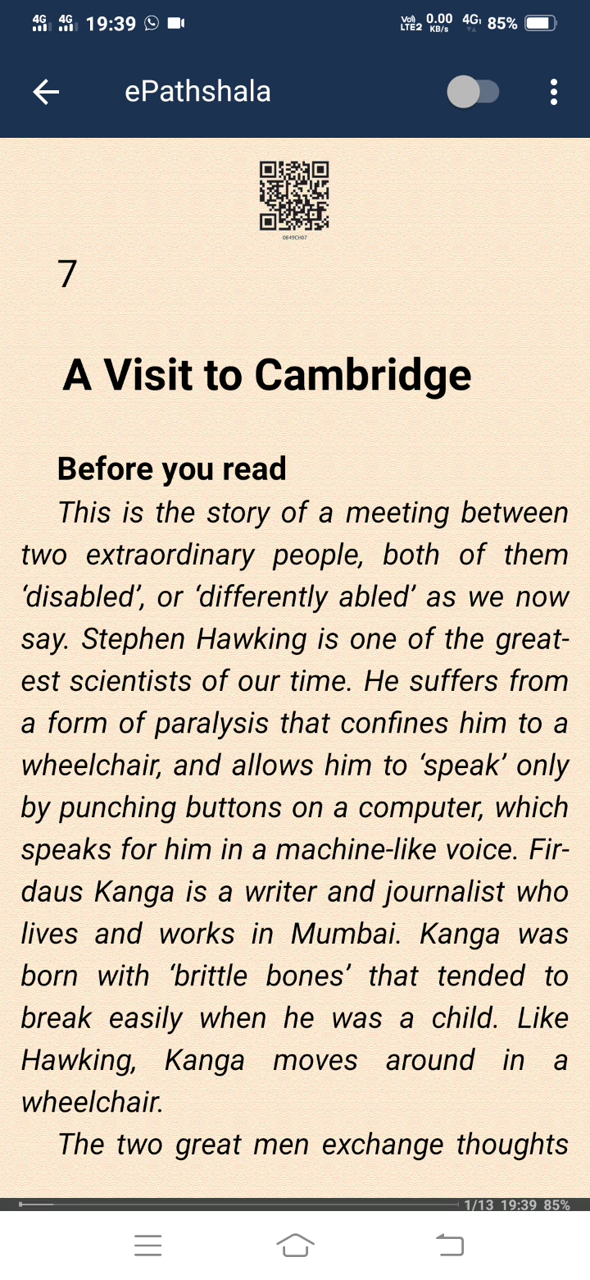 4G 4G 19:39 Vo) LTE2 0.00 KB/s 4G 85%
ePathshala
0649CH07
7
A Visit to Cambridge
Before you read
This is the story of a meeting between
two extraordinary people, both of them
‘disabled’, or ‘differently abled’ as we now
say. Stephen Hawking is one of the great-
est scientists of our time. He suffers from
a form of paralysis that confines him to a
wheelchair, and allows him to ‘speak’ only
by punching buttons on a computer, which
speaks for him in a machine-like voice. Fir-
daus Kanga is a writer and journalist who
lives and works in Mumbai. Kanga was
born with ‘brittle bones’ that tended to
break easily when he was a child. Like
Hawking, Kanga moves around in a
wheelchair.
The two great men exchange thoughts
1/13 19:39 85%